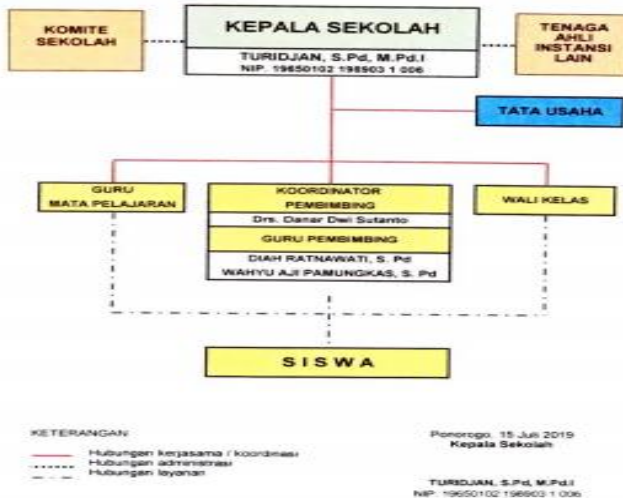 KOMITE
SEKOLAH
KEPALA SEKOLAH
TURIDJAN, S.Pd, M.Pd.I
NIP. 19650102 198903 1 006
TENAGA
AHLI
INSTANSI
LAIN
TATA USAHA
GURU
MATA PELAJARAN
KOORDINATOR
PEMBIMBING
Drs. Danar Dwi Sutanto
GURU PEMBIMBING
DIAH RATNAWATI, S. Pd
WAHYU AJI PAMUNGKAS, S. Pd
WALI KELAS
S I S W A
KETERANGAN
Hubungan kerjasama / koordinasi
Hubungan administrasi
Hubungan layanan
Ponorogo, 15 Juli 2019
Kepala Sekolah
TURIDJAN, S.Pd, M.Pd.I
NIP. 19650102 198903 1 006